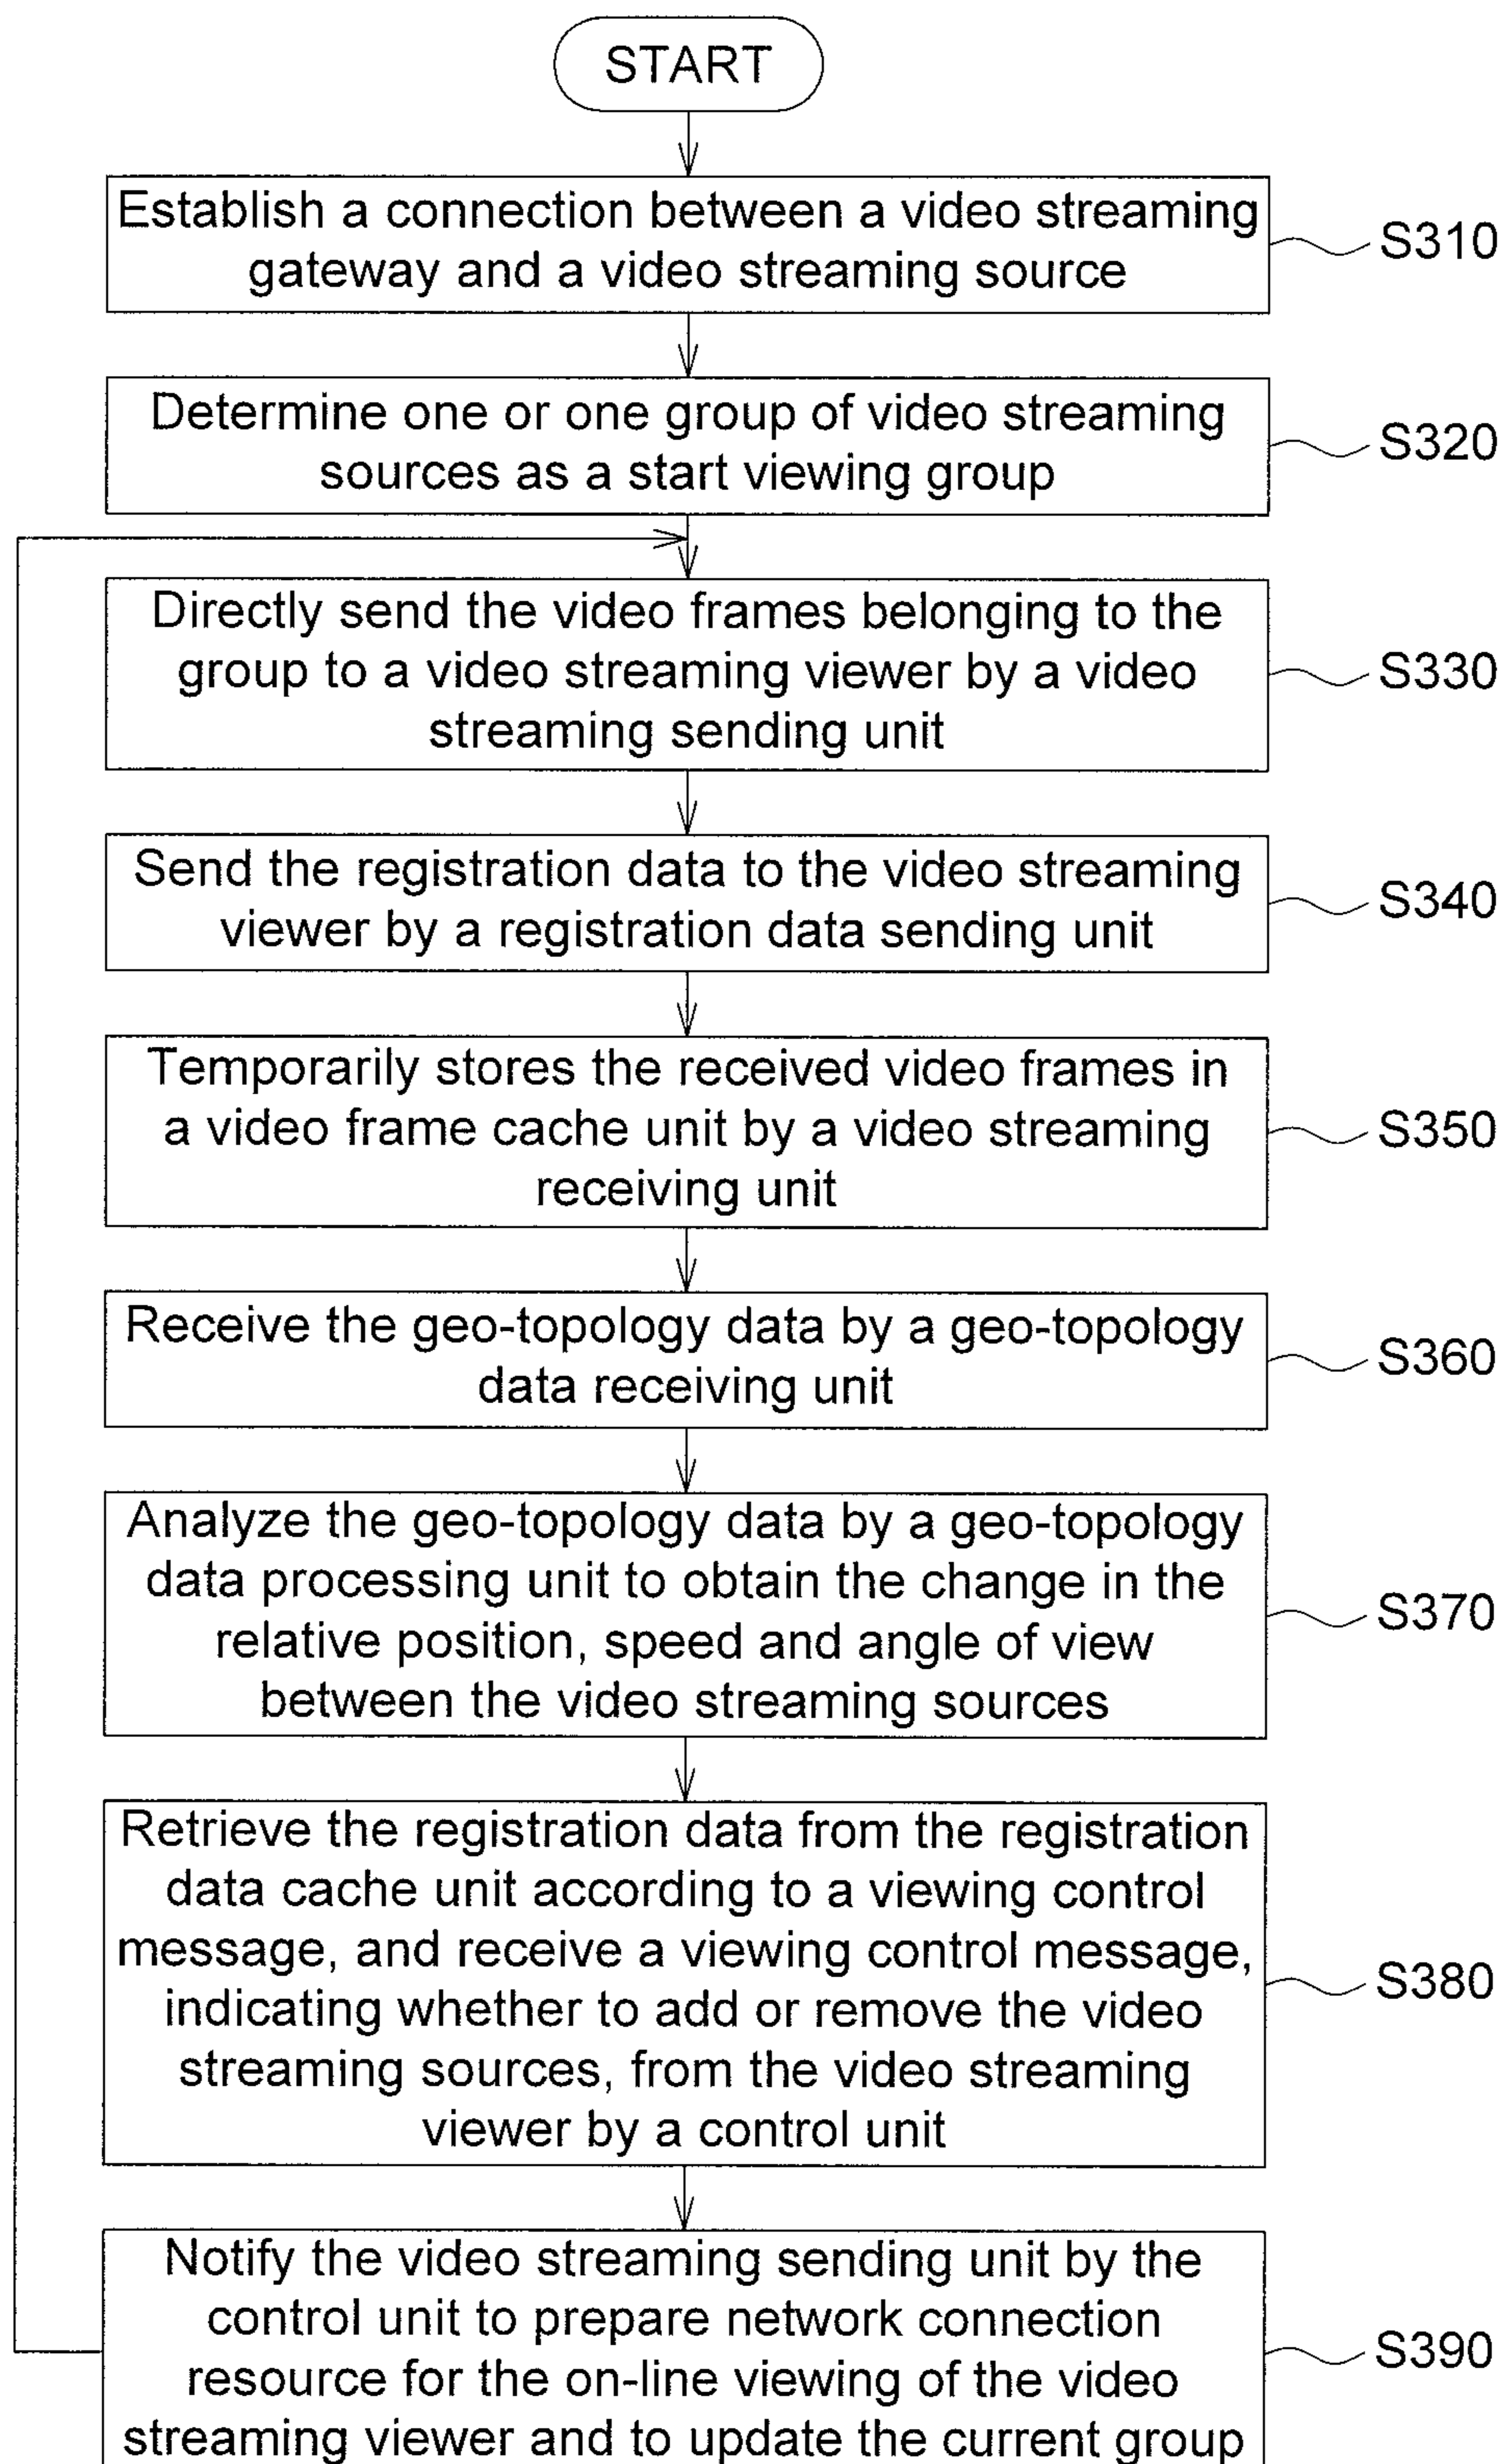 START
Establish a connection between a video streaming
gateway and a video streaming source
S310
Determine one or one group of video streaming
sources as a start viewing group
S320
Directly send the video frames belonging to the
group to a video streaming viewer by a video
streaming sending unit
S330
Send the registration data to the video streaming
viewer by a registration data sending unit
S340
Temporarily stores the received video frames in
a video frame cache unit by a video streaming
receiving unit
S350
Receive the geo-topology data by a geo-topology
data receiving unit
S360
Analyze the geo-topology data by a geo-topology
data processing unit to obtain the change in the
relative position, speed and angle of view
between the video streaming sources
S370
Retrieve the registration data from the registration
data cache unit according to a viewing control
message, and receive a viewing control message,
indicating whether to add or remove the video
streaming sources, from the video streaming
viewer by a control unit
S380
Notify the video streaming sending unit by the
control unit to prepare network connection
resource for the on-line viewing of the video
streaming viewer and to update the current group
S390